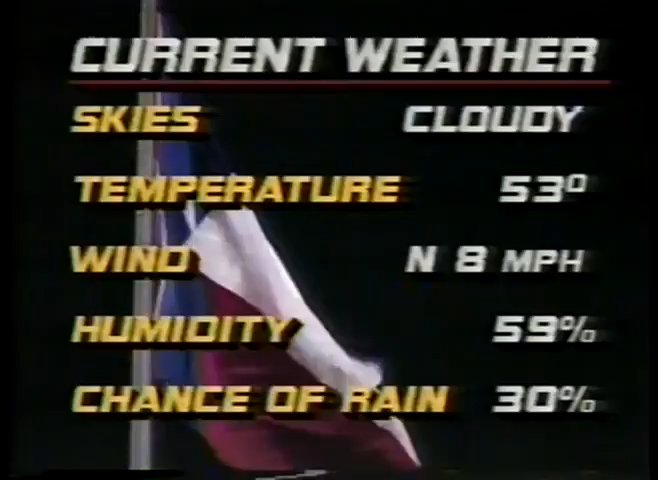 CURRENT WEATHER
SKIES CLOUDY
TEMPERATURE 53°
WIND N 8 MPH
HUMIDITY 59%
CHANCE OF RAIN 30%